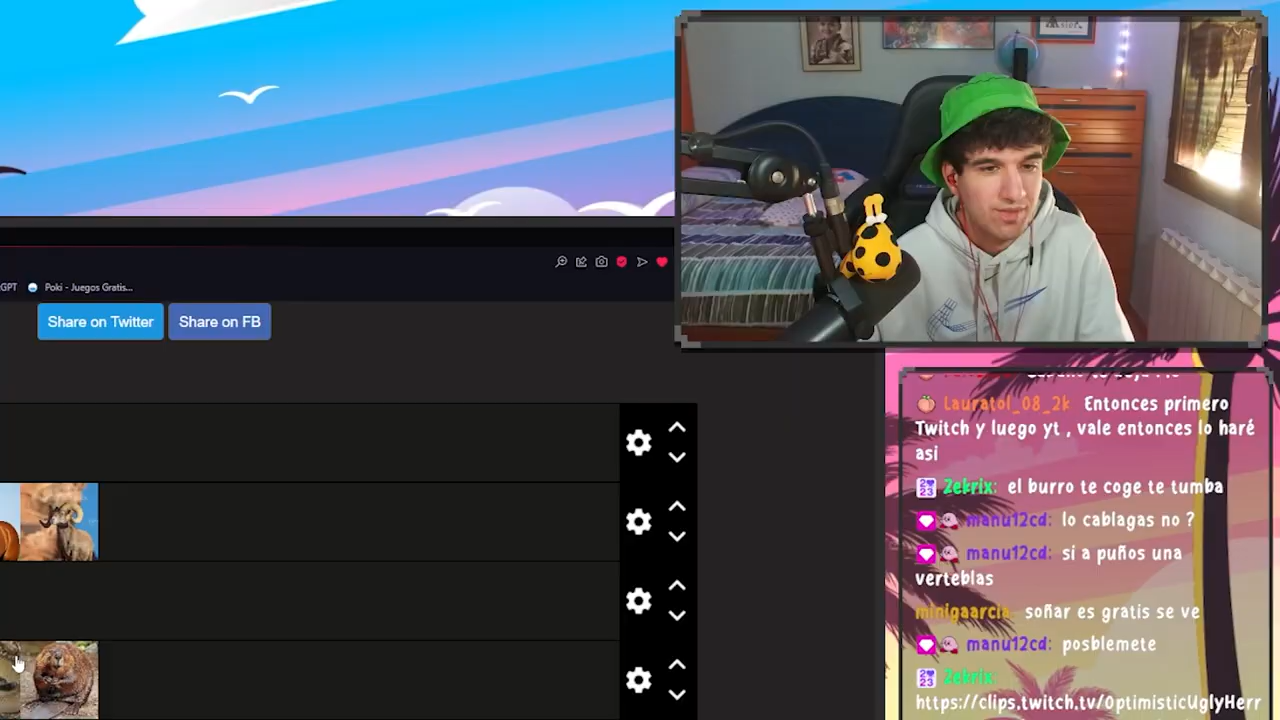 GPT
Poki - Juegos Gratis...
Share on Twitter
Share on FB
Lauratol_08_2k Entonces primero
Twitch y luego yt , vale entonces lo haré
asi
Zekrix: el burro te coge te tumba
manu12cd: lo cablagas no ?
manu12cd: si a puños una
verteblas
minigaarcia: soñar es gratis se ve
manu12cd: posblemete
Zekrix:
https://clips.twitch.tv/OptimisticUglyHerr